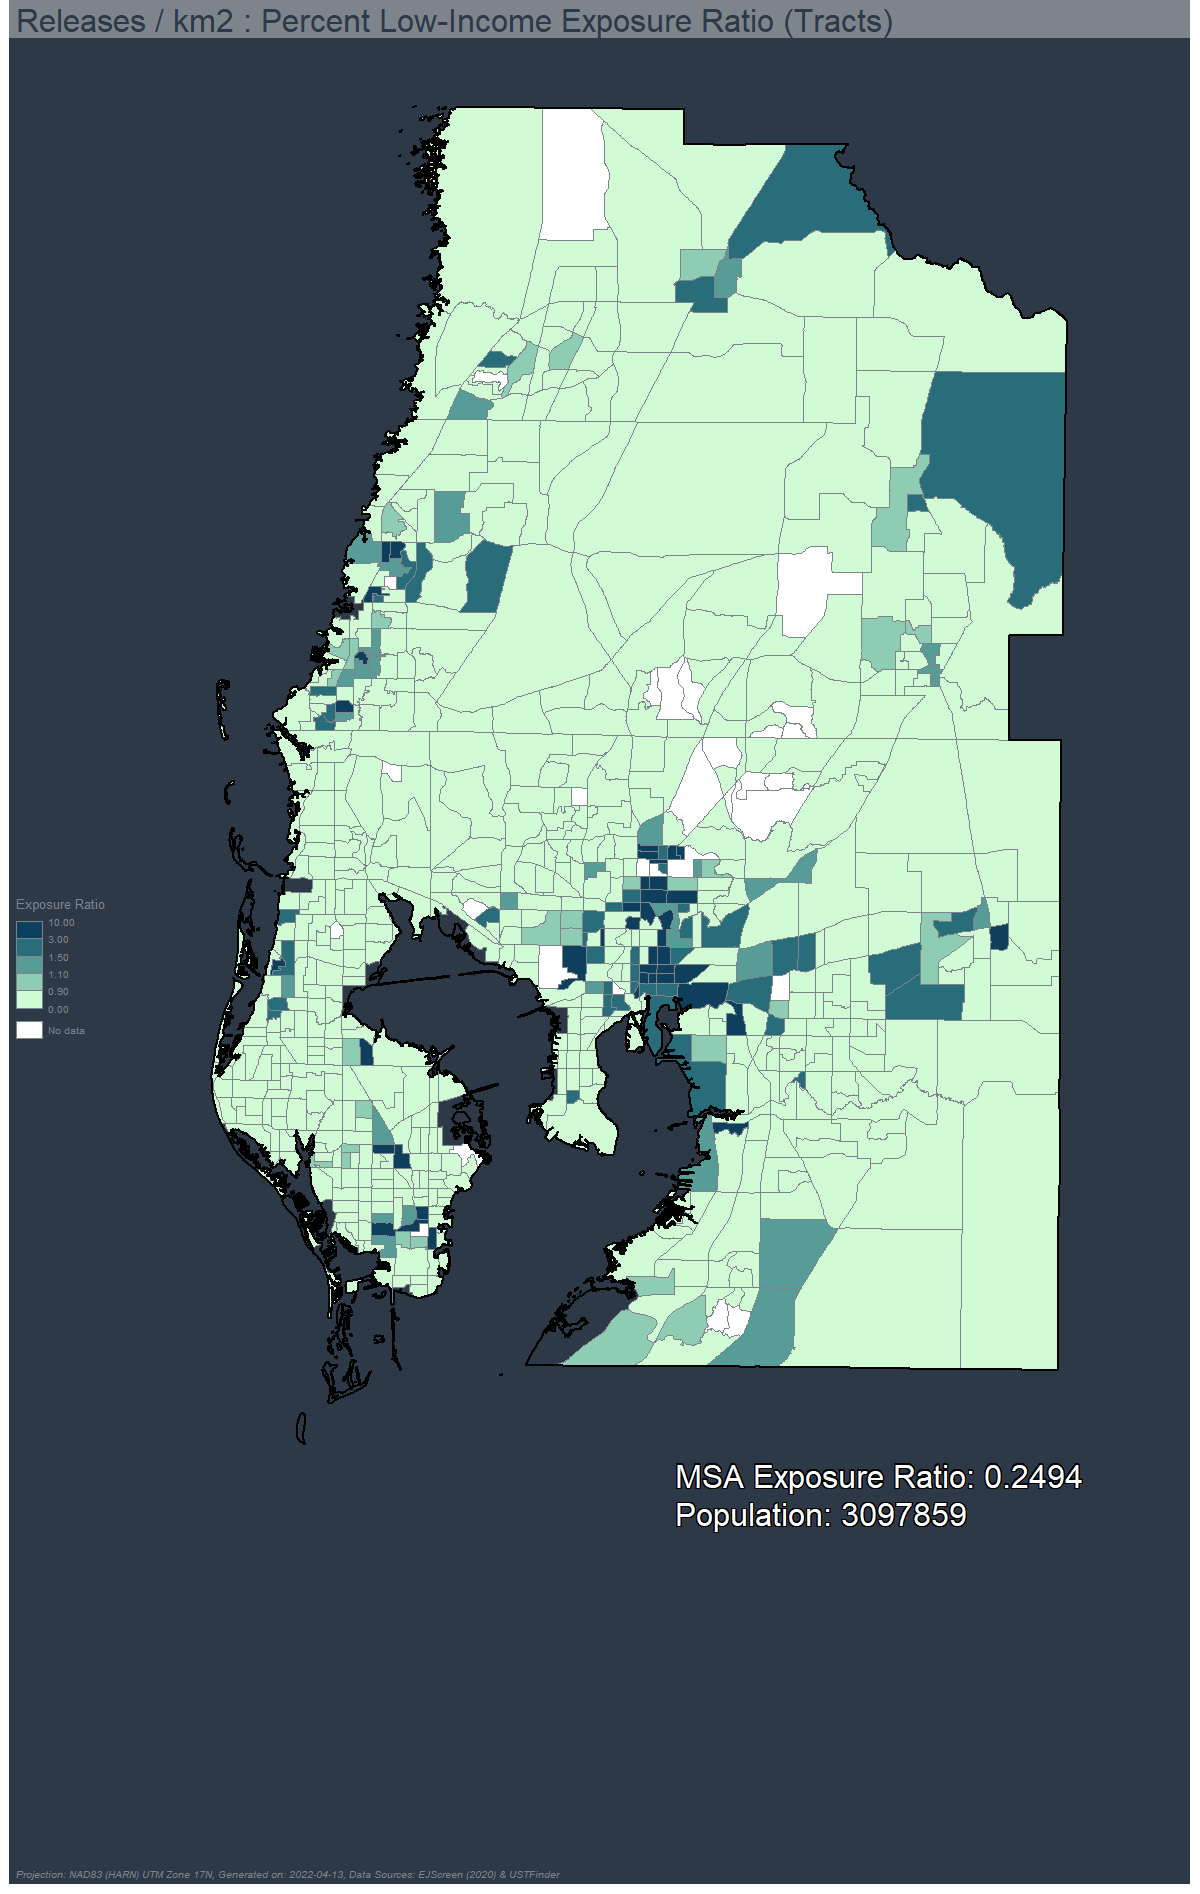 Releases / km2 : Percent Low-Income Exposure Ratio (Tracts)
Exposure Ratio
10.00
3.00
1.50
1.10
0.90
0.00
No data
MSA Exposure Ratio: 0.2494
Population: 3097859
Projection: NAD83 (HARN) UTM Zone 17N, Generated on: 2022-04-13, Data Sources: EJScreen (2020) & USTFinder